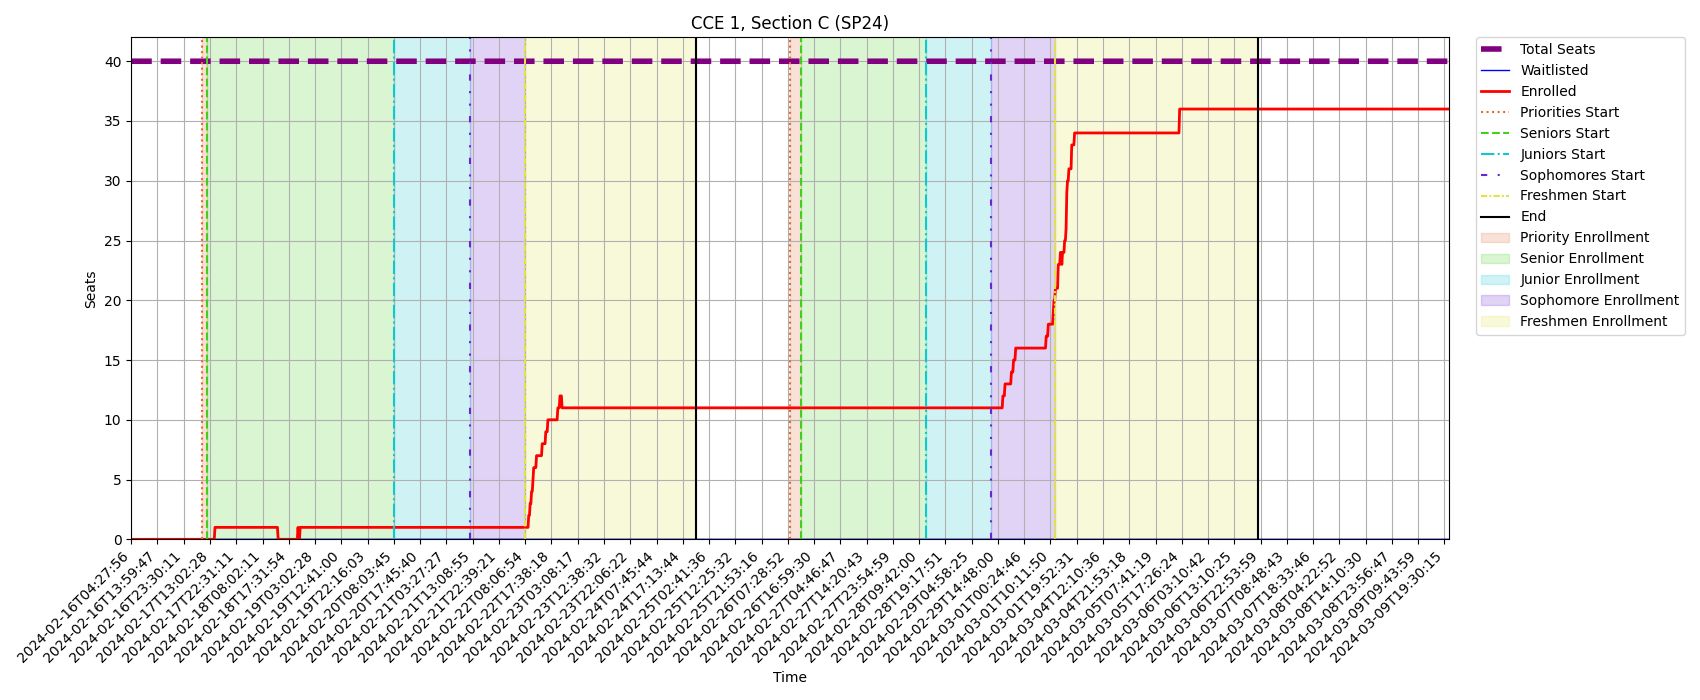 CCE 1, Section C (SP24)
Seats
40
35
30
25
20
15
10
5
0
2024-02-16T04:27:56
2024-02-16T13:59:47
2024-02-16T23:30:11
2024-02-17T13:02:28
2024-02-17T22:31:11
2024-02-18T08:02:11
2024-02-18T17:31:54
2024-02-19T03:02:28
2024-02-19T12:41:00
2024-02-19T22:16:03
2024-02-20T08:03:45
2024-02-20T17:45:40
2024-02-21T03:27:27
2024-02-21T13:08:55
2024-02-21T22:39:21
2024-02-22T08:06:54
2024-02-22T17:38:18
2024-02-23T03:08:17
2024-02-23T12:38:32
2024-02-23T22:06:22
2024-02-24T07:45:44
2024-02-24T17:13:44
2024-02-25T02:41:36
2024-02-25T12:25:32
2024-02-25T21:53:16
2024-02-26T07:28:52
2024-02-26T16:59:30
2024-02-27T04:46:47
2024-02-27T14:20:43
2024-02-27T23:54:59
2024-02-28T09:42:00
2024-02-28T19:17:51
2024-02-29T04:58:25
2024-02-29T14:48:00
2024-03-01T00:24:46
2024-03-01T10:11:50
2024-03-01T19:52:31
2024-03-04T12:10:36
2024-03-04T21:53:18
2024-03-05T07:41:19
2024-03-05T17:26:24
2024-03-06T03:10:42
2024-03-06T13:10:25
2024-03-06T22:53:59
2024-03-07T08:48:43
2024-03-07T18:33:46
2024-03-08T04:22:52
2024-03-08T14:10:30
2024-03-08T23:56:47
2024-03-09T09:43:59
2024-03-09T19:30:15
Time
Total Seats
Waitlisted
Enrolled
Priorities Start
Seniors Start
Juniors Start
Sophomores Start
Freshmen Start
End
Priority Enrollment
Senior Enrollment
Junior Enrollment
Sophomore Enrollment
Freshmen Enrollment